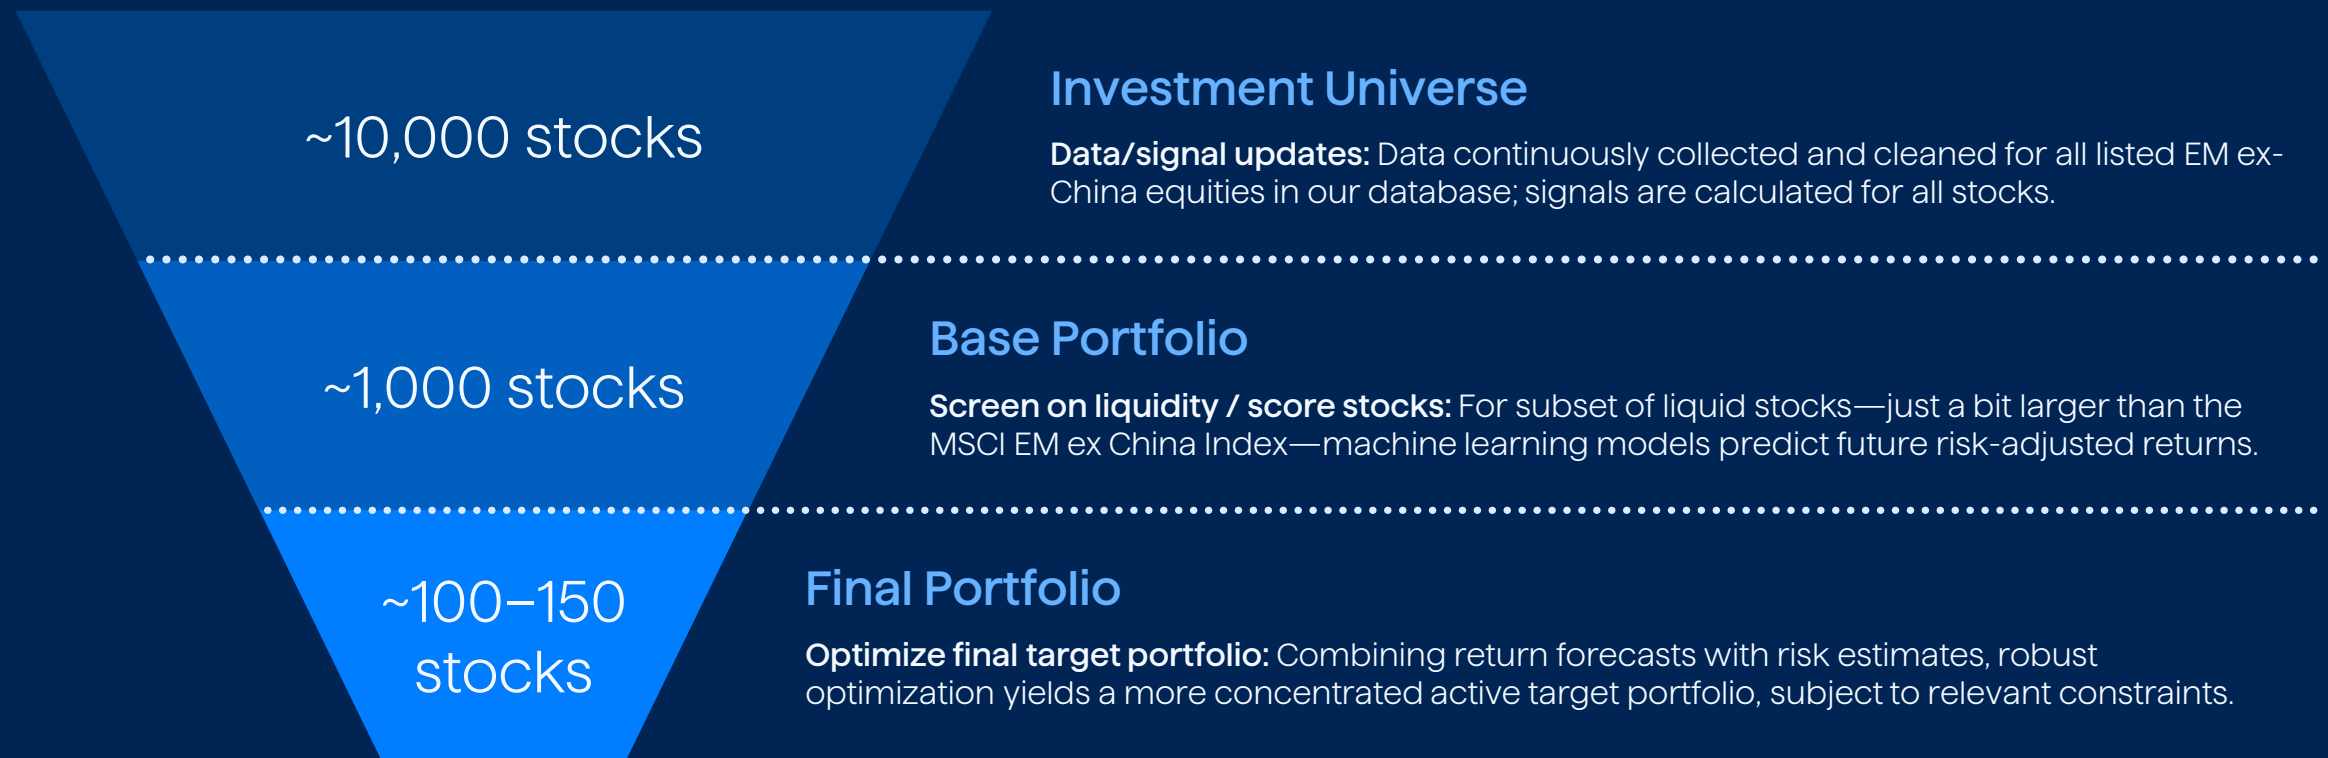 ~10,000 stocks
Investment Universe
Data/signal updates: Data continuously collected and cleaned for all listed EM ex-
China equities in our database; signals are calculated for all stocks.
~1,000 stocks
Base Portfolio
Screen on liquidity / score stocks: For subset of liquid stocks—just a bit larger than the
MSCI EM ex China Index—machine learning models predict future risk-adjusted returns.
~100–150
stocks
Final Portfolio
Optimize final target portfolio: Combining return forecasts with risk estimates, robust
optimization yields a more concentrated active target portfolio, subject to relevant constraints.